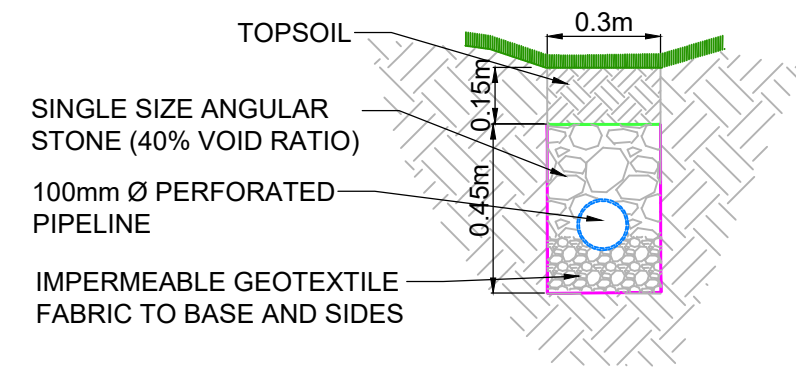 0.3m
TOPSOIL
0.15m
SINGLE SIZE ANGULAR
STONE (40% VOID RATIO)
100mm Ø PERFORATED
PIPELINE
0.45m
IMPERMEABLE GEOTEXTILE
FABRIC TO BASE AND SIDES